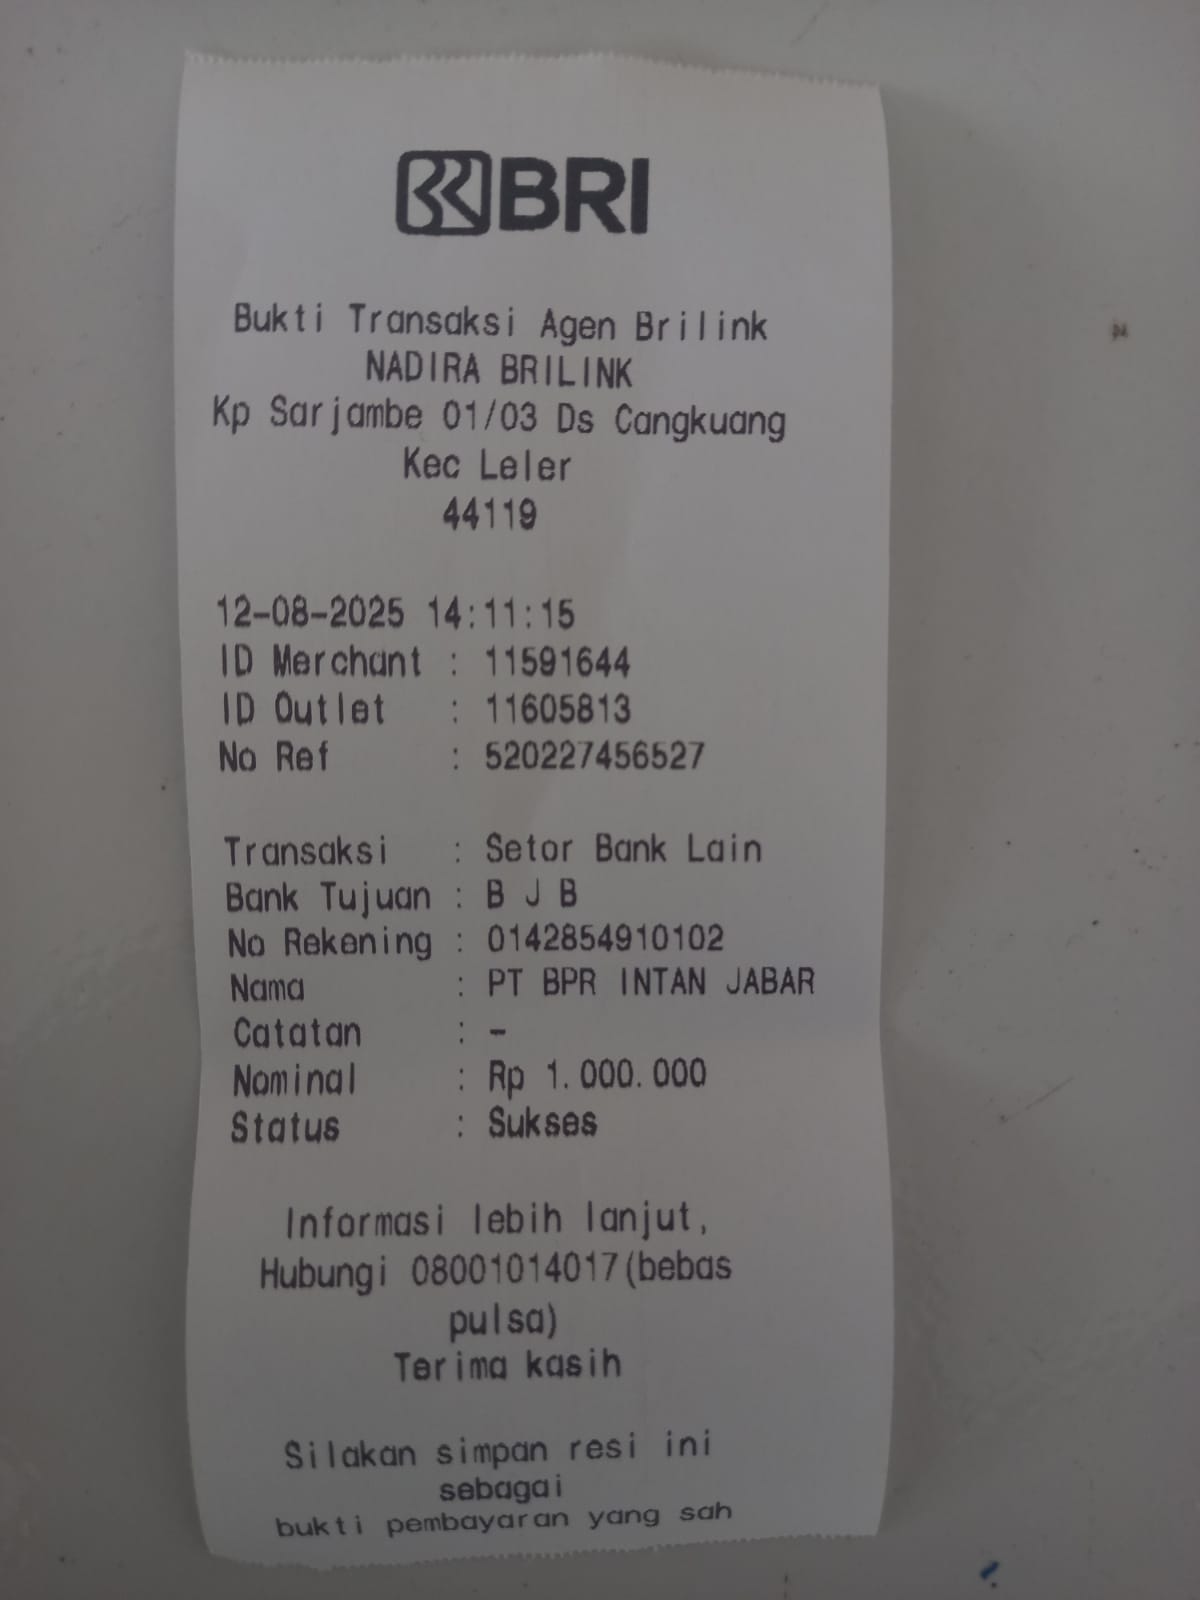 BRI
Bukti Transaksi Agen Brilink
NADIRA BRILINK
Kp Sarjambe 01/03 Ds Cangkuang
Kec Leler
44119
12-08-2025 14:11:15
ID Merchant : 11591644
ID Outlet : 11605813
No Ref : 520227456527
Transaksi : Setor Bank Lain
Bank Tujuan : B J B
No Rekening : 0142854910102
Nama : PT BPR INTAN JABAR
Catatan : -
Nominal : Rp 1.000.000
Status : Sukses
Informasi lebih lanjut,
Hubungi 08001014017(bebas
pulsa)
Terima kasih
Silakan simpan resi ini
sebagai
bukti pembayaran yang sah